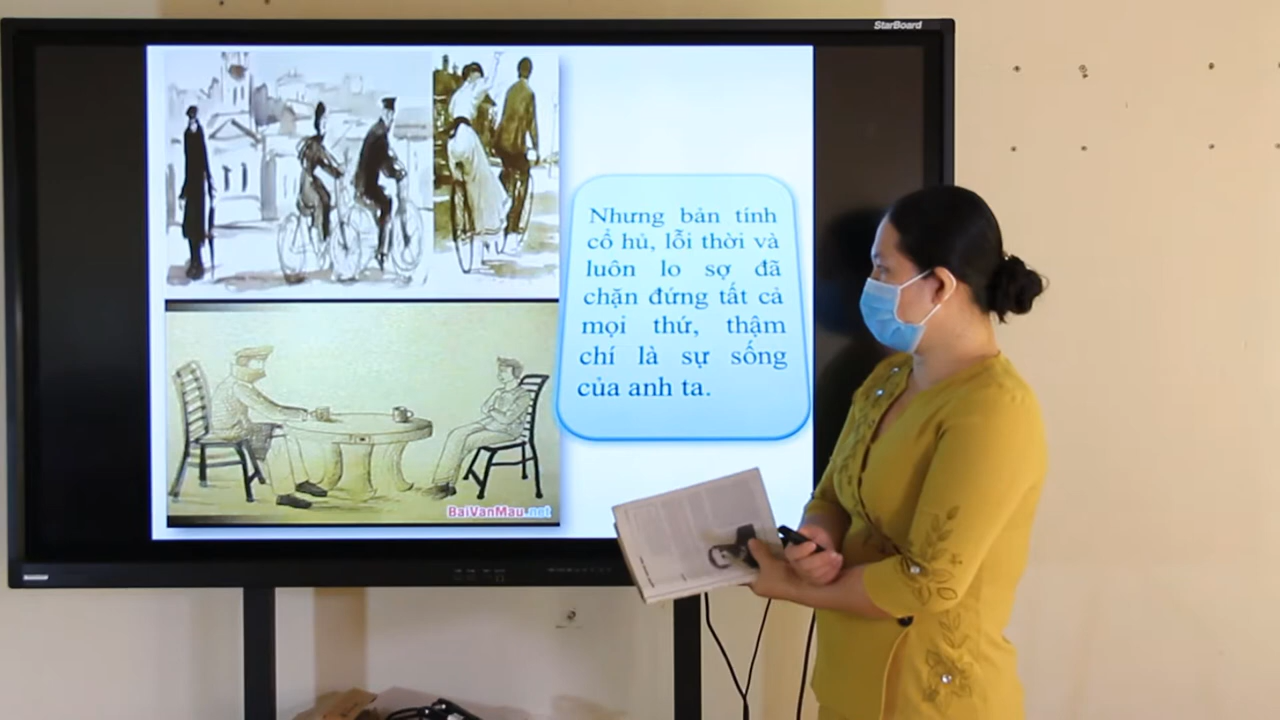 StarBoard
Nhưng bản tính
cổ hủ, lỗi thời và
luôn lo sợ đã
chặn đứng tất cả
mọi thứ, thậm
chí là sự sống
của anh ta.
BaiVanMau.net